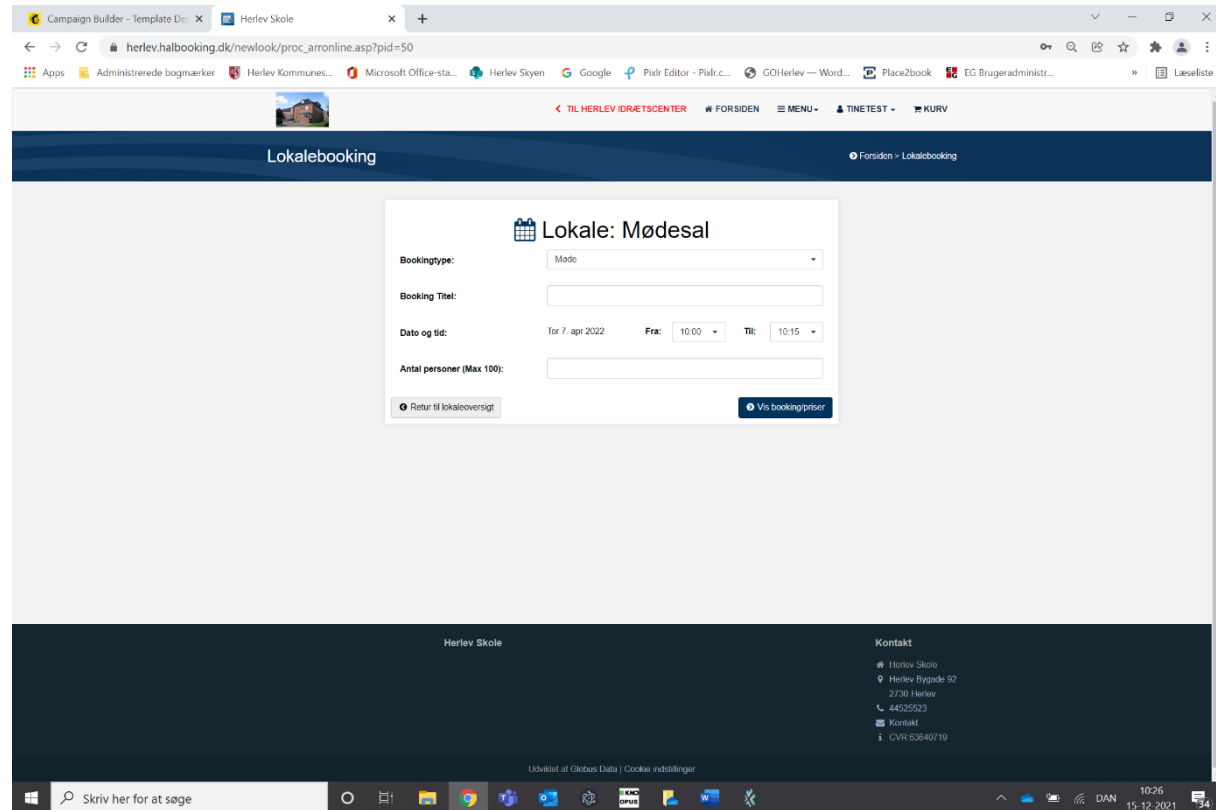 Campaign Builder - Template De
Herlev Skole
herlev.halbooking.dk/newlook/proc_arronline.asp?pid=50
Apps
Administrerede bogmærker
Herlev Kommunes...
Microsoft Office-sta...
Herlev Skyen
Google
Pixlr Editor - Pixlr.c...
GOHerlev — Word...
Place2book
EG Brugeradministr...
»
Læseliste
TIL HERLEV IDRÆTSCENTER
FORSIDEN
MENU
TINETEST
KURV
Lokalebooking
Forsiden > Lokalebooking
Lokale: Mødesal
Bookingtype:
Møde
Booking Titel:
Dato og tid:
Tor 7. apr 2022
Fra:
10:00
Til:
10:15
Antal personer (Max 100):
Retur til lokaleoversigt
Vis booking/priser
Herlev Skole
Kontakt
Herlev Skole
Herlev Bygade 92
2730 Herlev
44525523
Kontakt
CVR:63640719
Udviklet af Globus Data | Cookie indstillinger
Skriv her for at søge
KMD
OPUS
DAN
10:26
15-12-2021
34